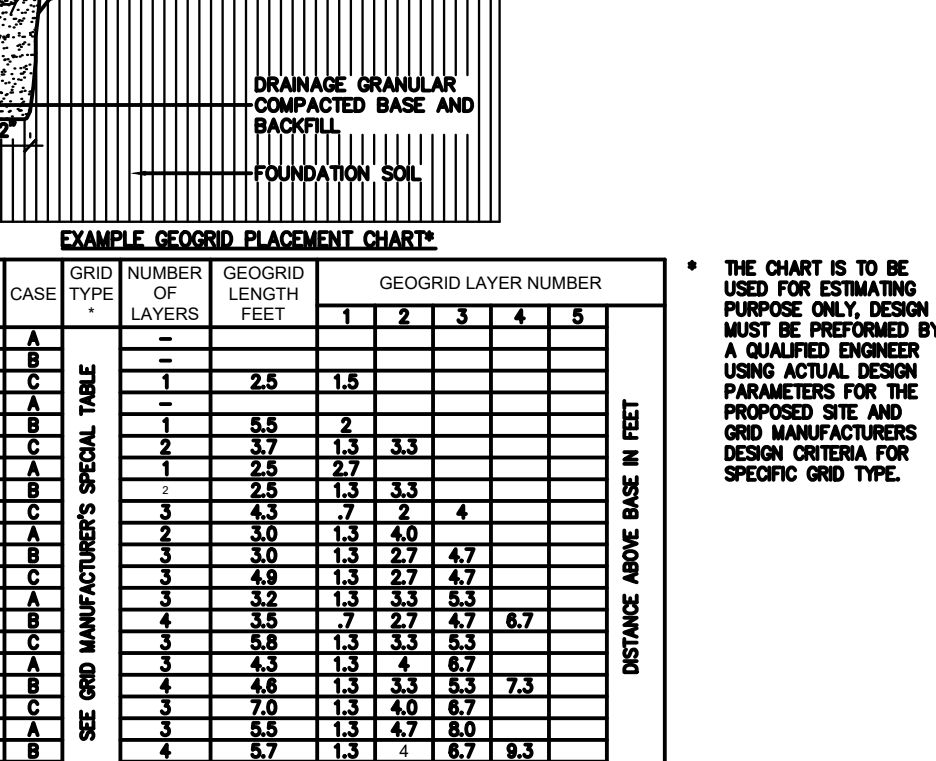 DRAINAGE GRANULAR
COMPACTED BASE AND
BACKFILL
2"
FOUNDATION SOIL
EXAMPLE GEOGRID PLACEMENT CHART*
CASE GRID TYPE * NUMBER OF LAYERS GEOGRID LENGTH FEET GEOGRID LAYER NUMBER
1 2 3 4 5
A –
B –
C 1 2.5 1.5
A –
B 1 5.5 2
C 2 3.7 1.3 3.3
A 1 2.5 2.7
B 2 2.5 1.3 3.3
C 3 4.3 .7 2 4
A 2 3.0 1.3 4.0
B 3 3.0 1.3 2.7 4.7
C 3 4.9 1.3 2.7 4.7
A 3 3.2 1.3 3.3 5.3
B 4 3.5 .7 2.7 4.7 6.7
C 3 5.8 1.3 3.3 5.3
A 3 4.3 1.3 4 6.7
B 4 4.6 1.3 3.3 5.3 7.3
C 3 7.0 1.3 4.0 6.7
A 3 5.5 1.3 4.7 8.0
B 4 5.7 1.3 4 6.7 9.3
SEE GRID MANUFACTURER'S SPECIAL TABLE
DISTANCE ABOVE BASE IN FEET
* THE CHART IS TO BE
USED FOR ESTIMATING
PURPOSE ONLY, DESIGN
MUST BE PREFORMED BY
A QUALIFIED ENGINEER
USING ACTUAL DESIGN
PARAMETERS FOR THE
PROPOSED SITE AND
GRID MANUFACTURERS
DESIGN CRITERIA FOR
SPECIFIC GRID TYPE.